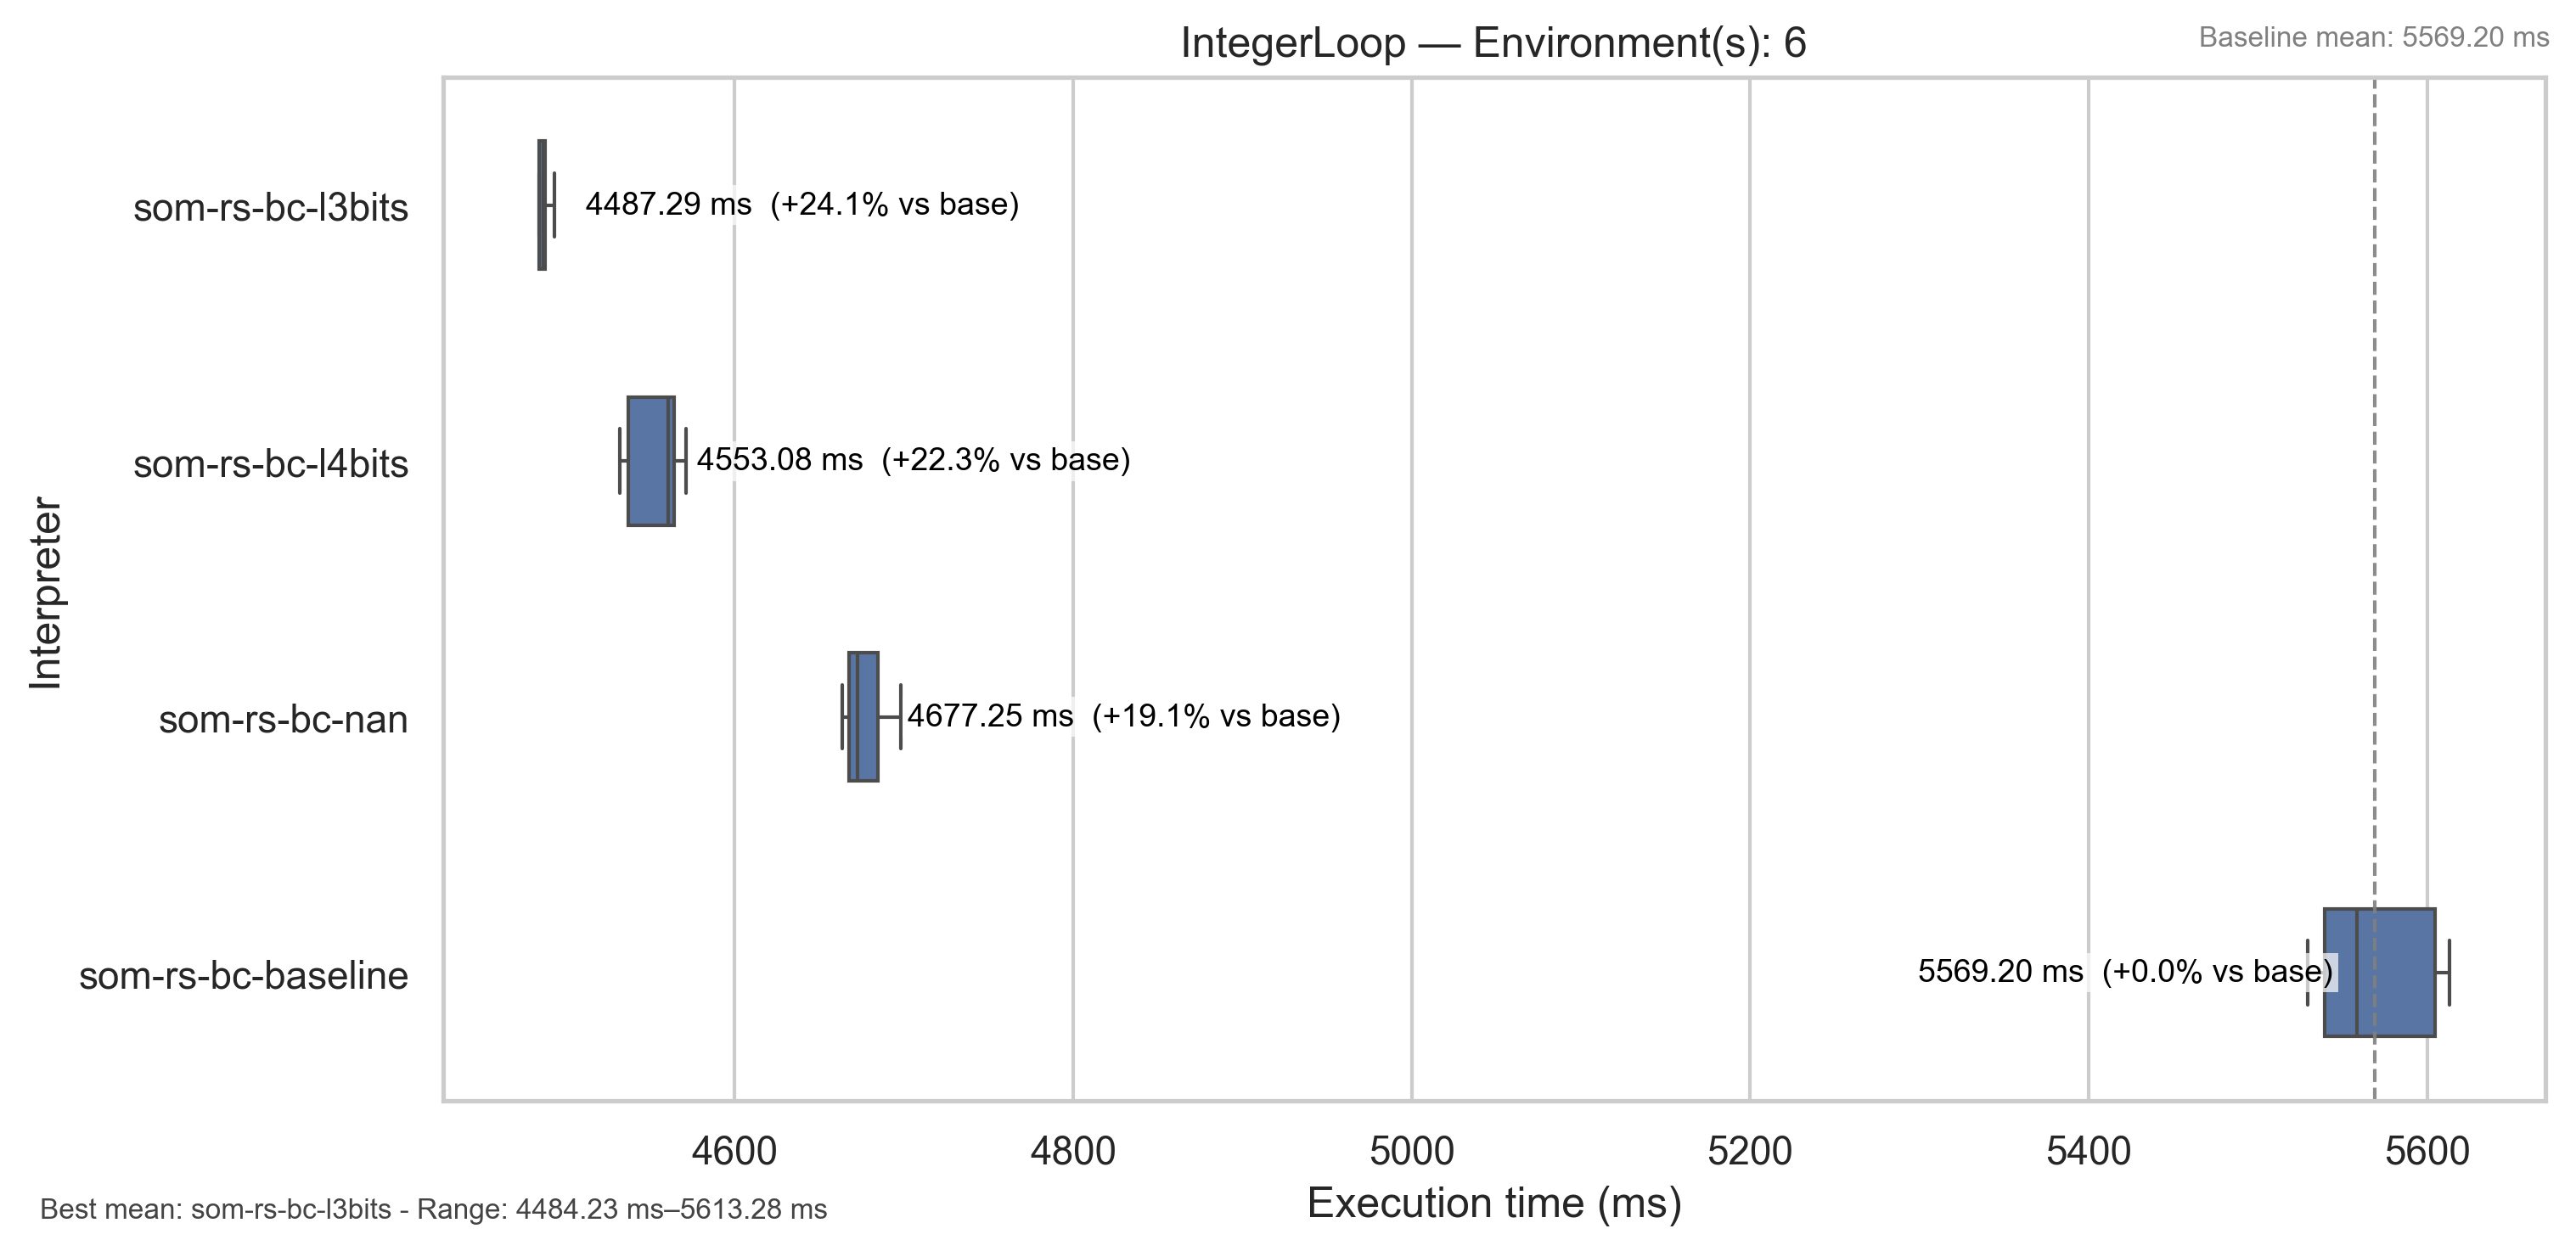 IntegerLoop — Environment(s): 6
Baseline mean: 5569.20 ms
Interpreter
som-rs-bc-l3bits
4487.29 ms (+24.1% vs base)
som-rs-bc-l4bits
4553.08 ms (+22.3% vs base)
som-rs-bc-nan
4677.25 ms (+19.1% vs base)
som-rs-bc-baseline
5569.20 ms (+0.0% vs base)
4600 4800 5000 5200 5400 5600
Execution time (ms)
Best mean: som-rs-bc-l3bits - Range: 4484.23 ms–5613.28 ms